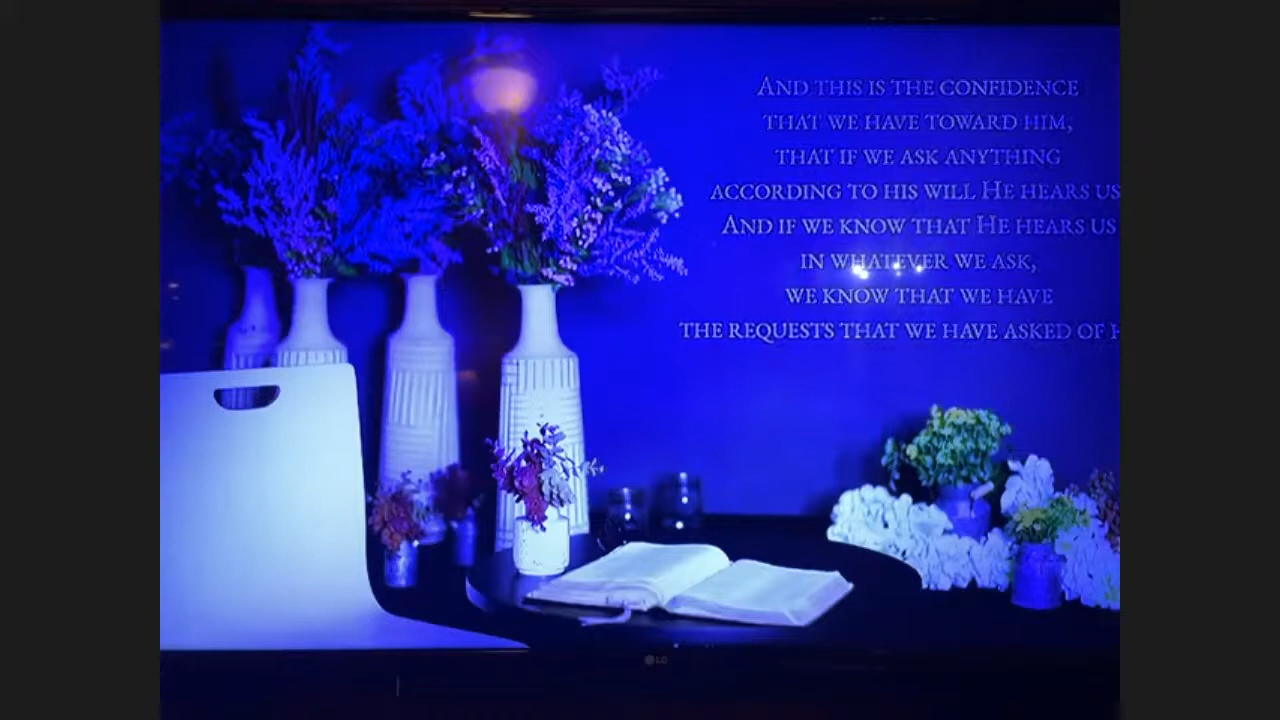 AND THIS IS THE CONFIDENCE
THAT WE HAVE TOWARD HIM,
THAT IF WE ASK ANYTHING
ACCORDING TO HIS WILL HE HEARS US
AND IF WE KNOW THAT HE HEARS US
IN WHATEVER WE ASK,
WE KNOW THAT WE HAVE
THE REQUESTS THAT WE HAVE ASKED OF
LG